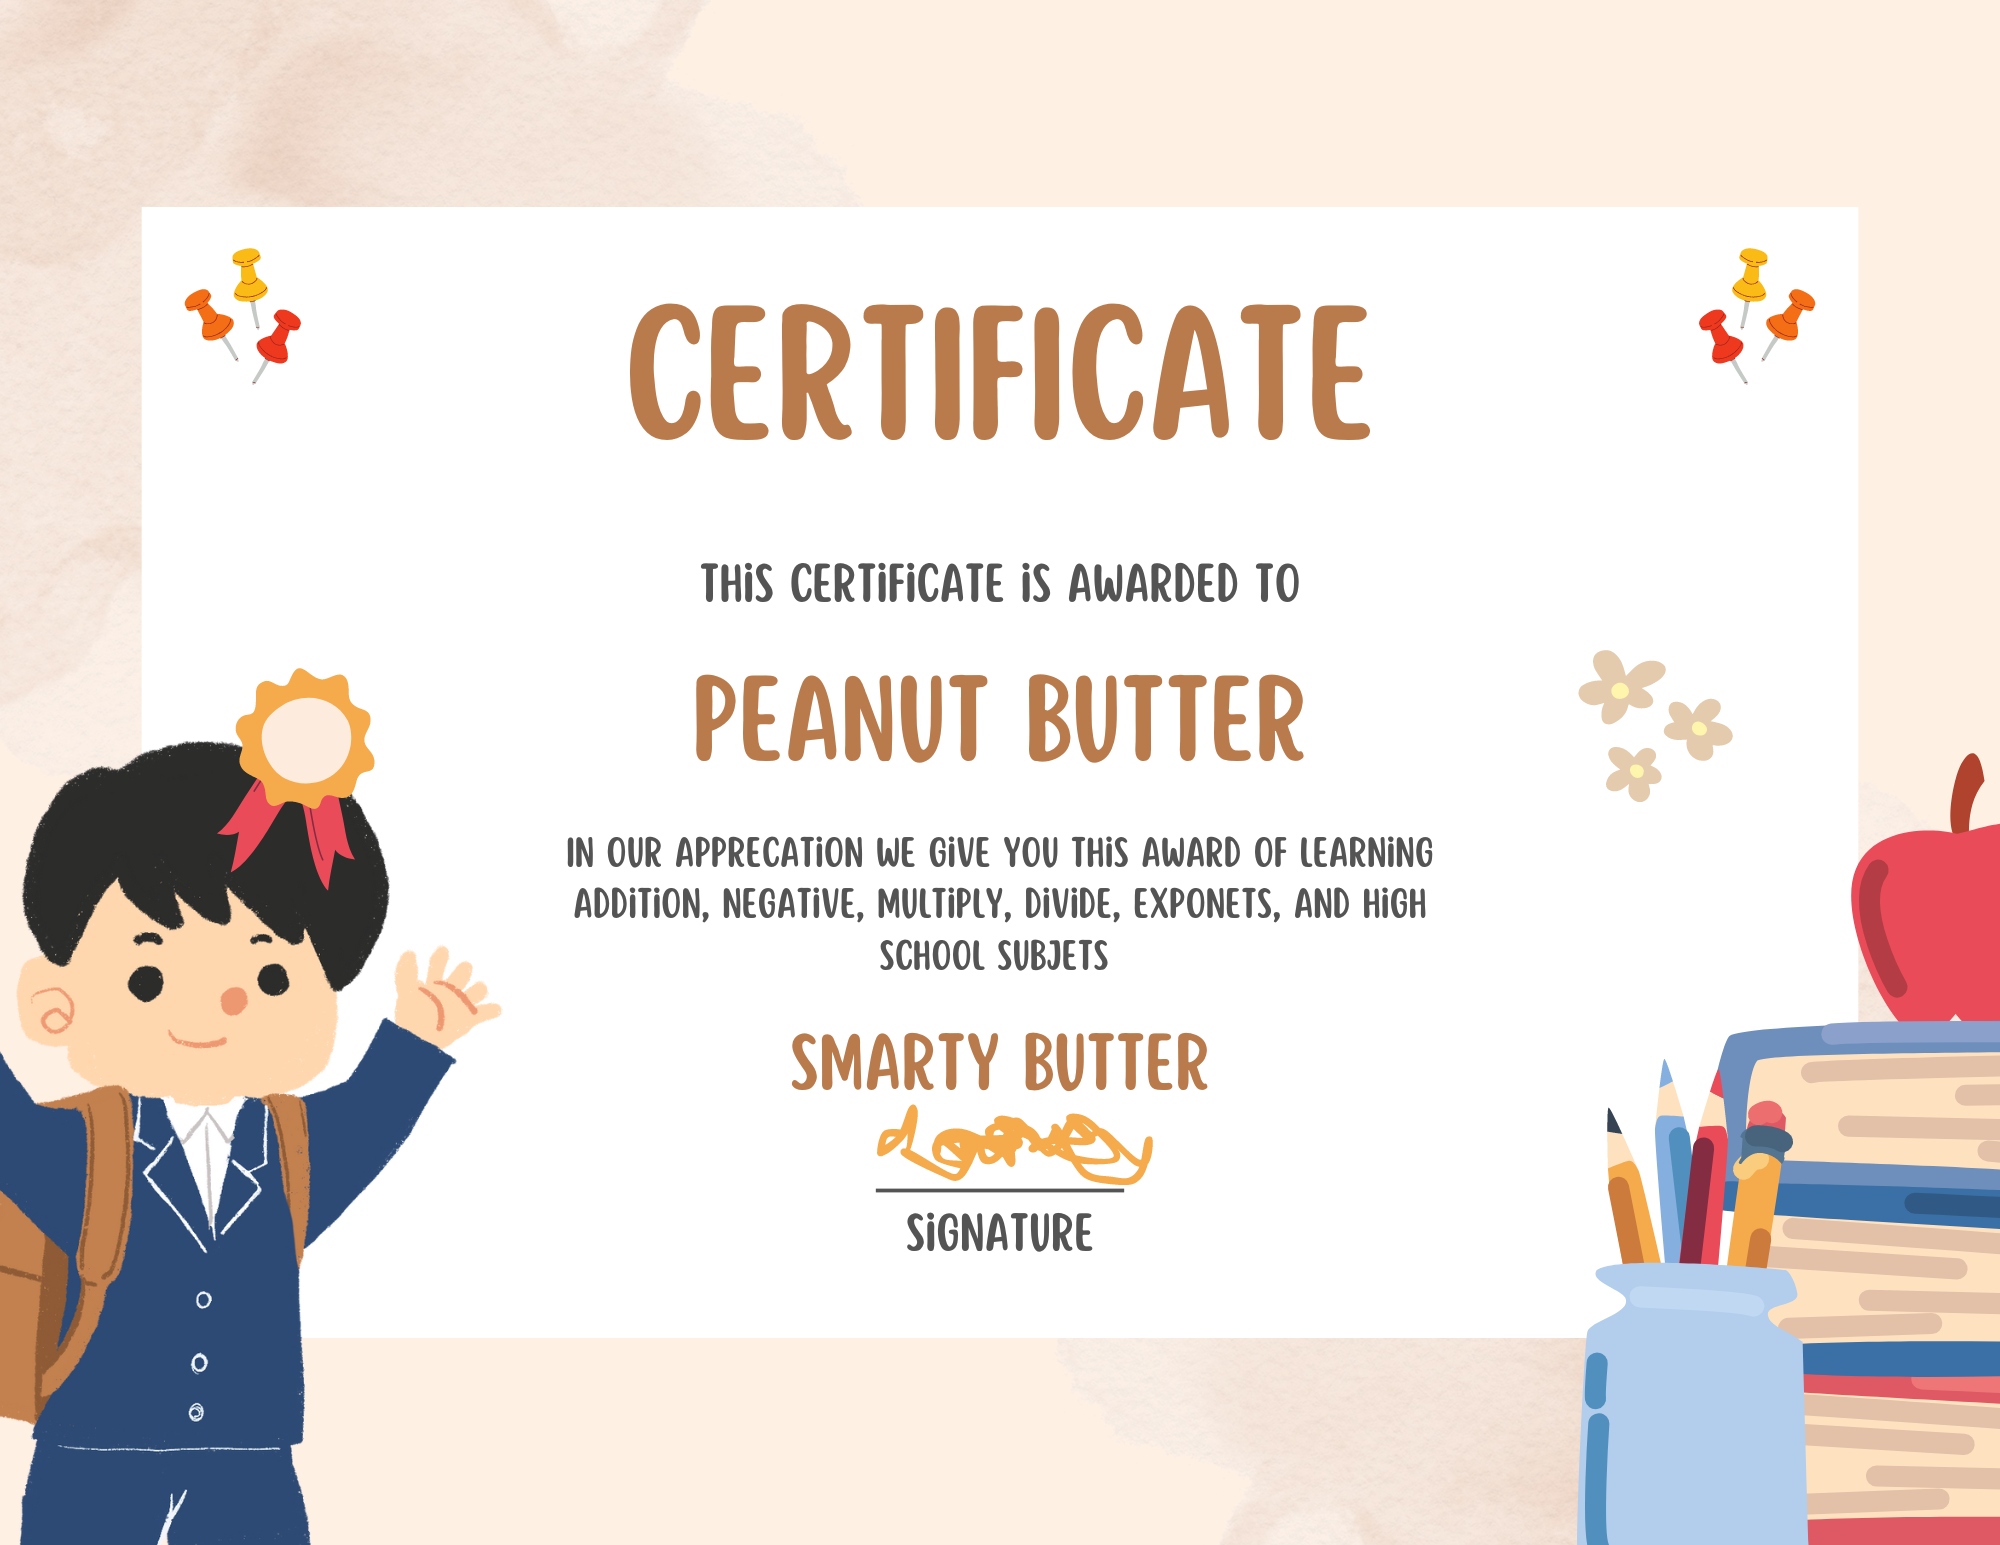 CERTIFICATE
THIS CERTIFICATE IS AWARDED TO
PEANUT BUTTER
IN OUR APPRECATION WE GIVE YOU THIS AWARD OF LEARNING
ADDITION, NEGATIVE, MULTIPLY, DIVIDE, EXPONETS, AND HIGH
SCHOOL SUBJETS
SMARTY BUTTER
SIGNATURE